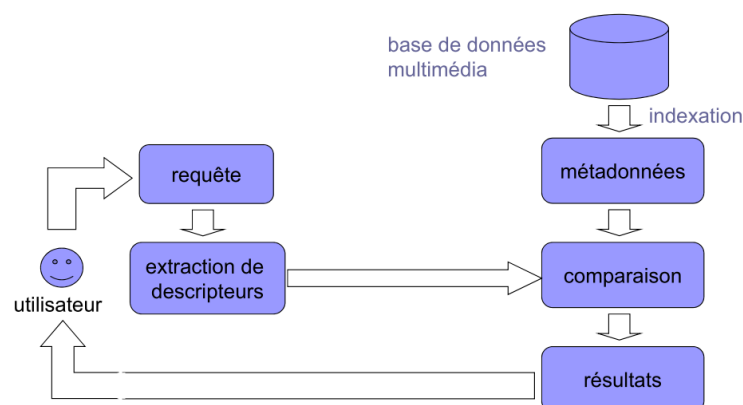 base de données
multimédia
indexation
requête
métadonnées
extraction de
descripteurs
comparaison
utilisateur
résultats